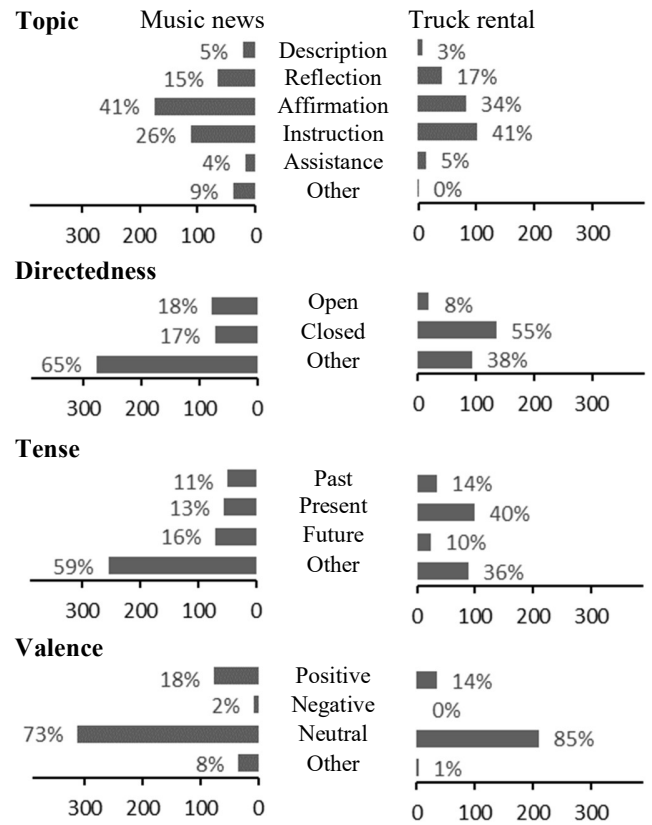 Topic Music news Truck rental
5% Description 3%
15% Reflection 17%
41% Affirmation 34%
26% Instruction 41%
4% Assistance 5%
9% Other 0%
300 200 100 0 0 100 200 300
Directedness
18% Open 8%
17% Closed 55%
65% Other 38%
300 200 100 0 0 100 200 300
Tense
11% Past 14%
13% Present 40%
16% Future 10%
59% Other 36%
300 200 100 0 0 100 200 300
Valence
18% Positive 14%
2% Negative 0%
73% Neutral 85%
8% Other 1%
300 200 100 0 0 100 200 300